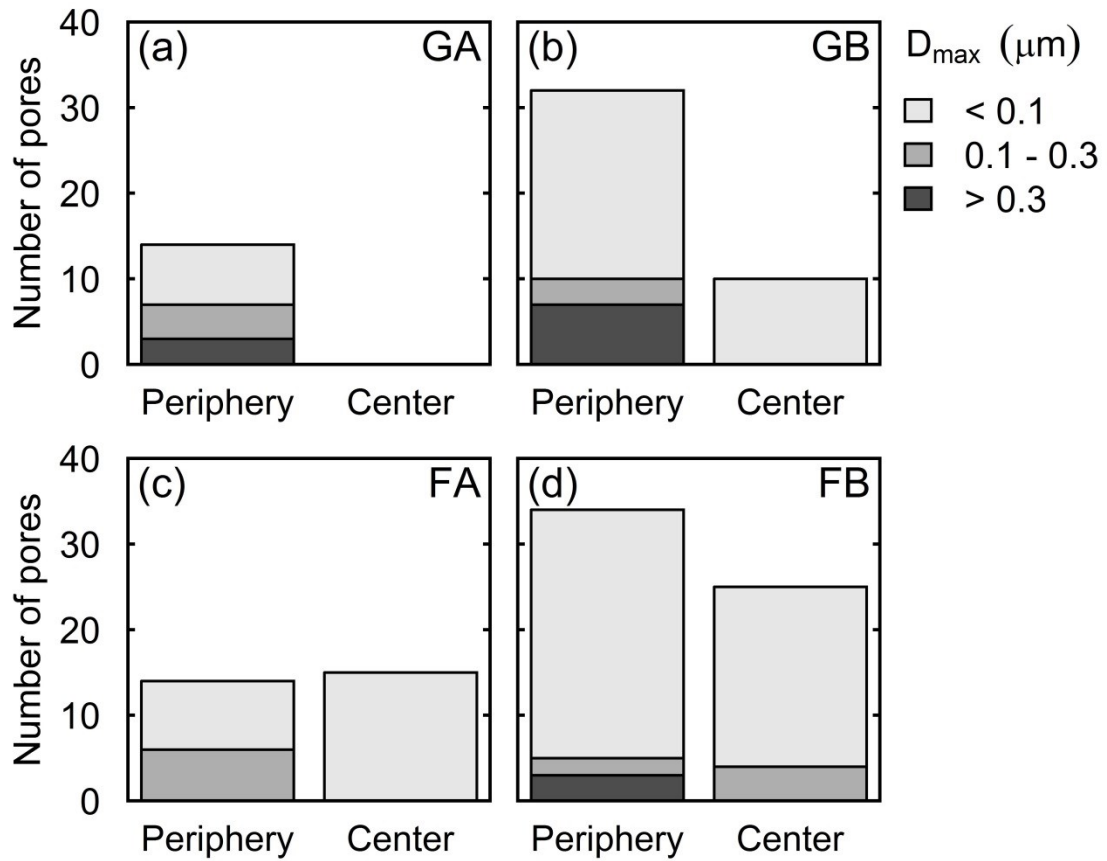 (a) GA
(b) GB
D_max (μm)
< 0.1
0.1 - 0.3
> 0.3
Number of pores
40
30
20
10
0
Periphery Center
Periphery Center
(c) FA
(d) FB
Number of pores
40
30
20
10
0
Periphery Center
Periphery Center